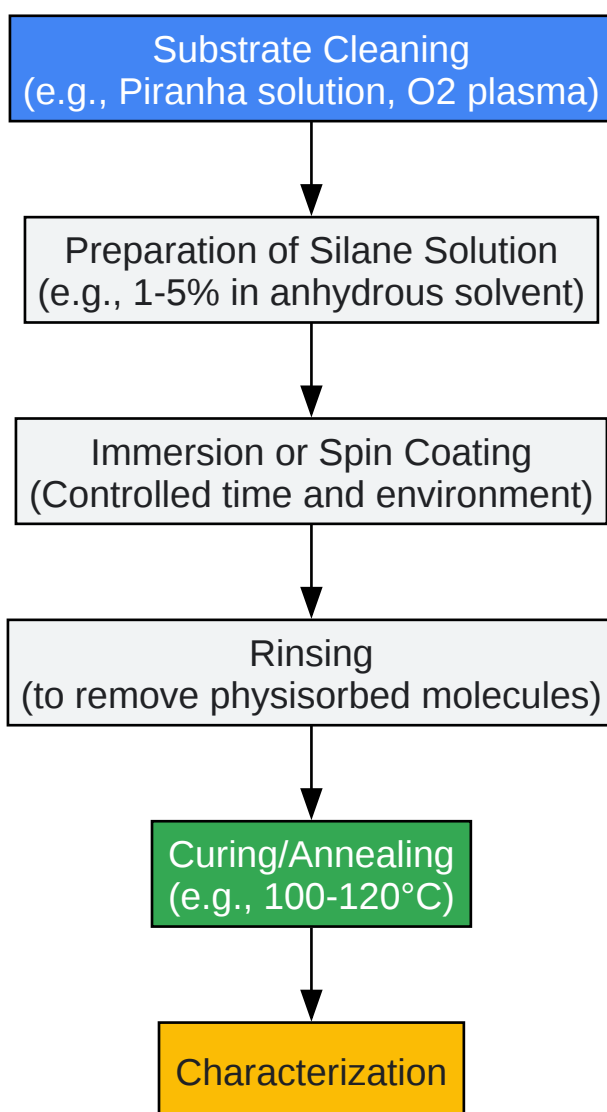 Substrate Cleaning
(e.g., Piranha solution, O2 plasma)
Preparation of Silane Solution
(e.g., 1-5% in anhydrous solvent)
Immersion or Spin Coating
(Controlled time and environment)
Rinsing
(to remove physisorbed molecules)
Curing/Annealing
(e.g., 100-120°C)
Characterization